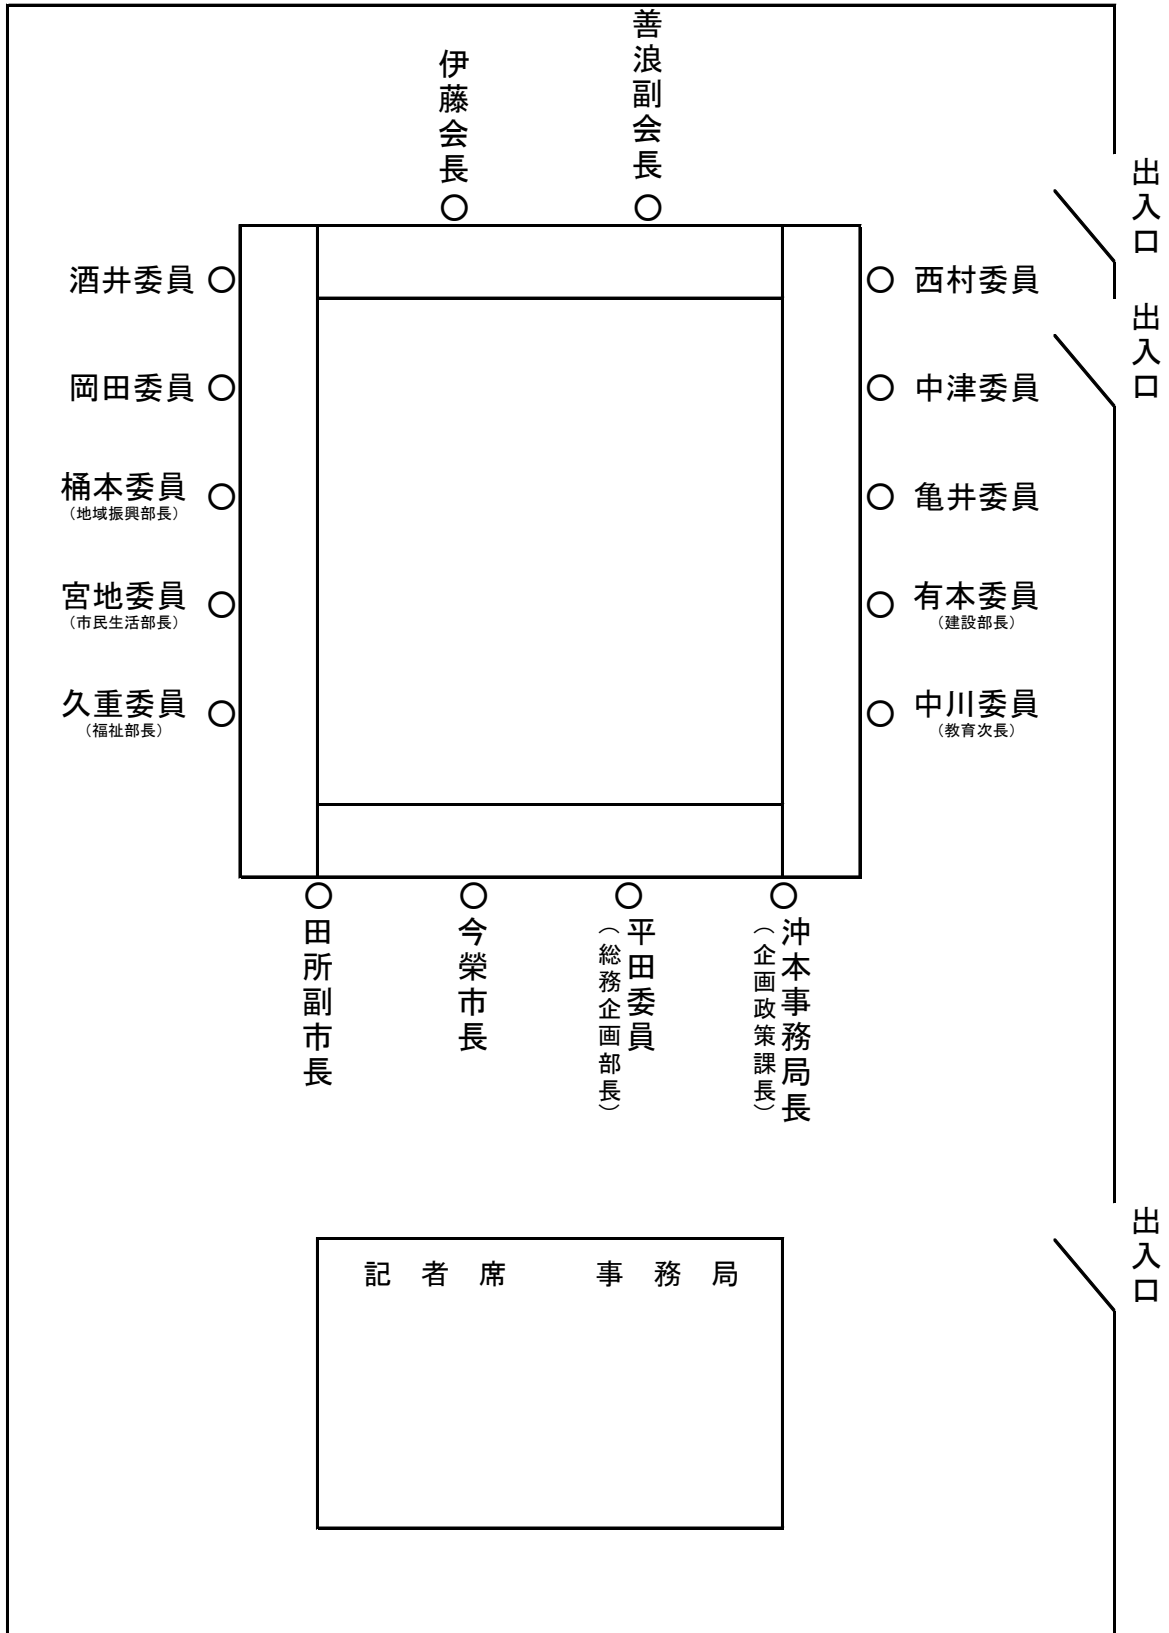 伊藤会長
善浪副会長
出入口
酒井委員
西村委員
出入口
岡田委員
中津委員
桶本委員
（地域振興部長）
亀井委員
宮地委員
（市民生活部長）
有本委員
（建設部長）
久重委員
（福祉部長）
中川委員
（教育次長）
田所副市長
今榮市長
平田委員
（総務企画部長）
沖本事務局長
（企画政策課長）
出入口
記者席　事務局